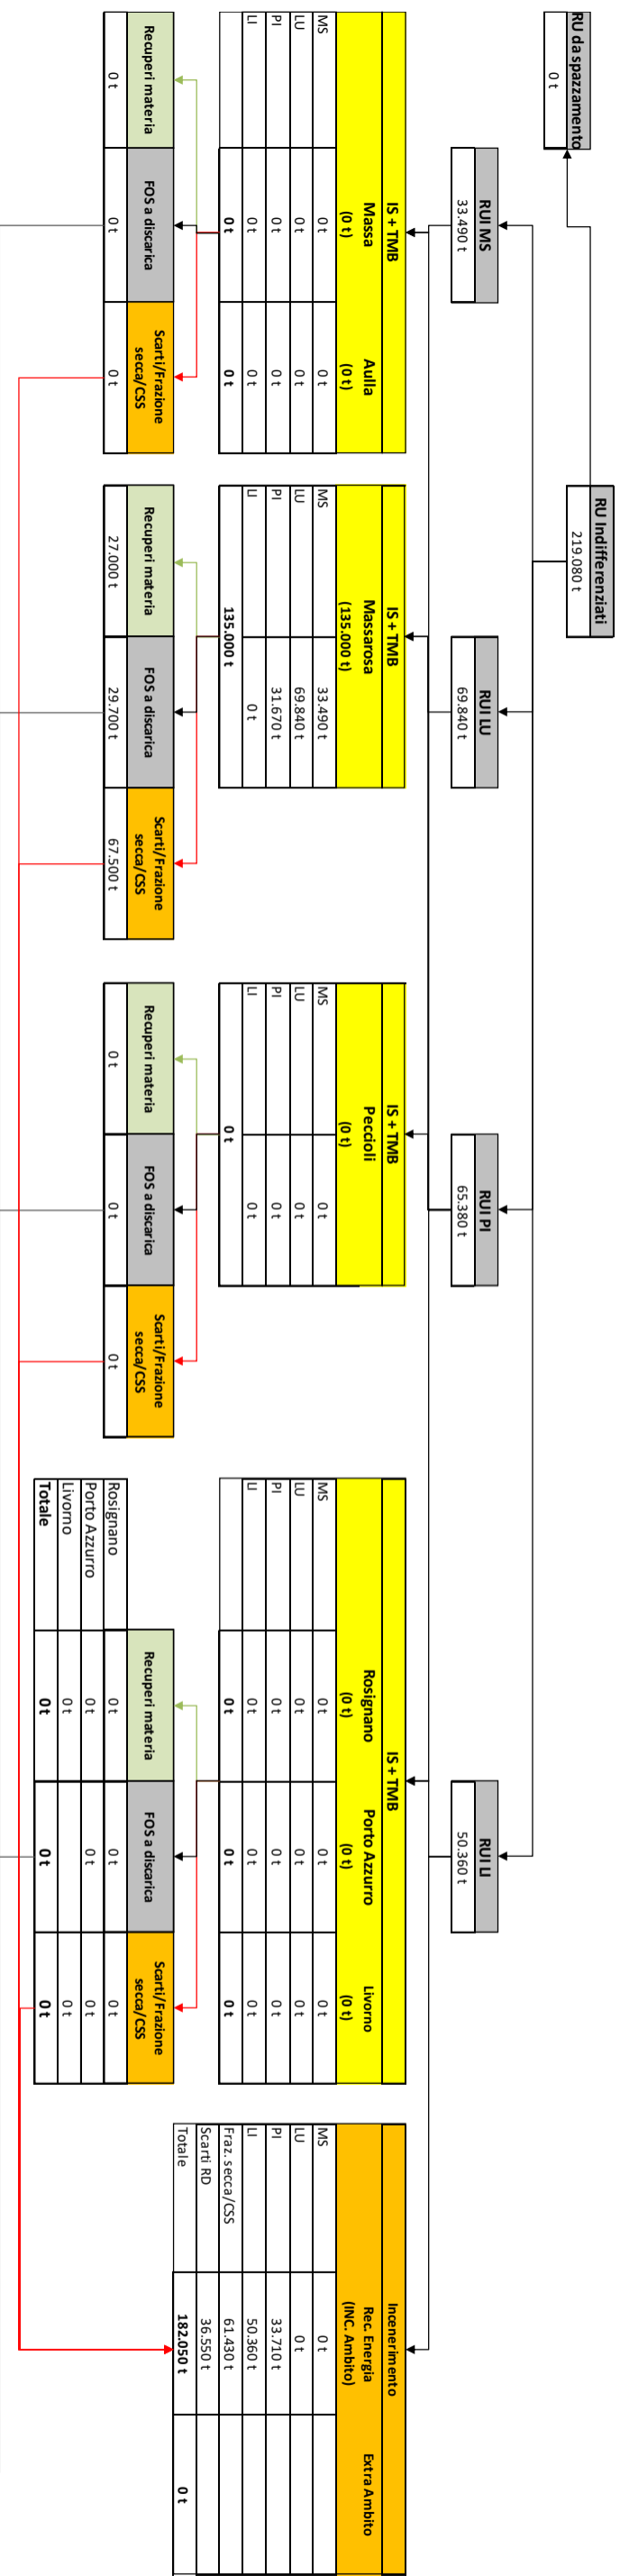 RU Indifferenziati
219.080 t
RU da spazzamento
0 t
RUI MS
33.490 t
RUI LU
69.840 t
RUI PI
65.380 t
RUI LI
50.360 t
IS + TMB
Massa
(0 t)
Aulla
(0 t)
MS 0 t 0 t
LU 0 t 0 t
PI 0 t 0 t
LI 0 t 0 t
0 t 0 t
Recuperi materia
FOS a discarica
Scarti/Frazione
secca/CSS
0 t 0 t 0 t
IS + TMB
Massarosa
(135.000 t)
MS 33.490 t
LU 69.840 t
PI 31.670 t
LI 0 t
135.000 t
Recuperi materia
FOS a discarica
Scarti/Frazione
secca/CSS
27.000 t 29.700 t 67.500 t
IS + TMB
Peccioli
(0 t)
MS 0 t
LU 0 t
PI 0 t
LI 0 t
0 t
Recuperi materia
FOS a discarica
Scarti/Frazione
secca/CSS
0 t 0 t 0 t
IS + TMB
Rosignano
(0 t)
Porto Azzurro
(0 t)
Livorno
(0 t)
MS 0 t 0 t 0 t
LU 0 t 0 t 0 t
PI 0 t 0 t 0 t
LI 0 t 0 t 0 t
0 t 0 t 0 t
Recuperi materia
FOS a discarica
Scarti/Frazione
secca/CSS
Rosignano 0 t 0 t 0 t
Porto Azzurro 0 t 0 t 0 t
Livorno 0 t 0 t
Totale 0 t 0 t 0 t
Incenerimento
Rec. Energia
(INC. Ambito)
Extra Ambito
MS 0 t
LU 0 t
PI 33.710 t
LI 50.360 t
Fraz. secca/CSS 61.430 t
Scarti RD 36.550 t
Totale 182.050 t 0 t